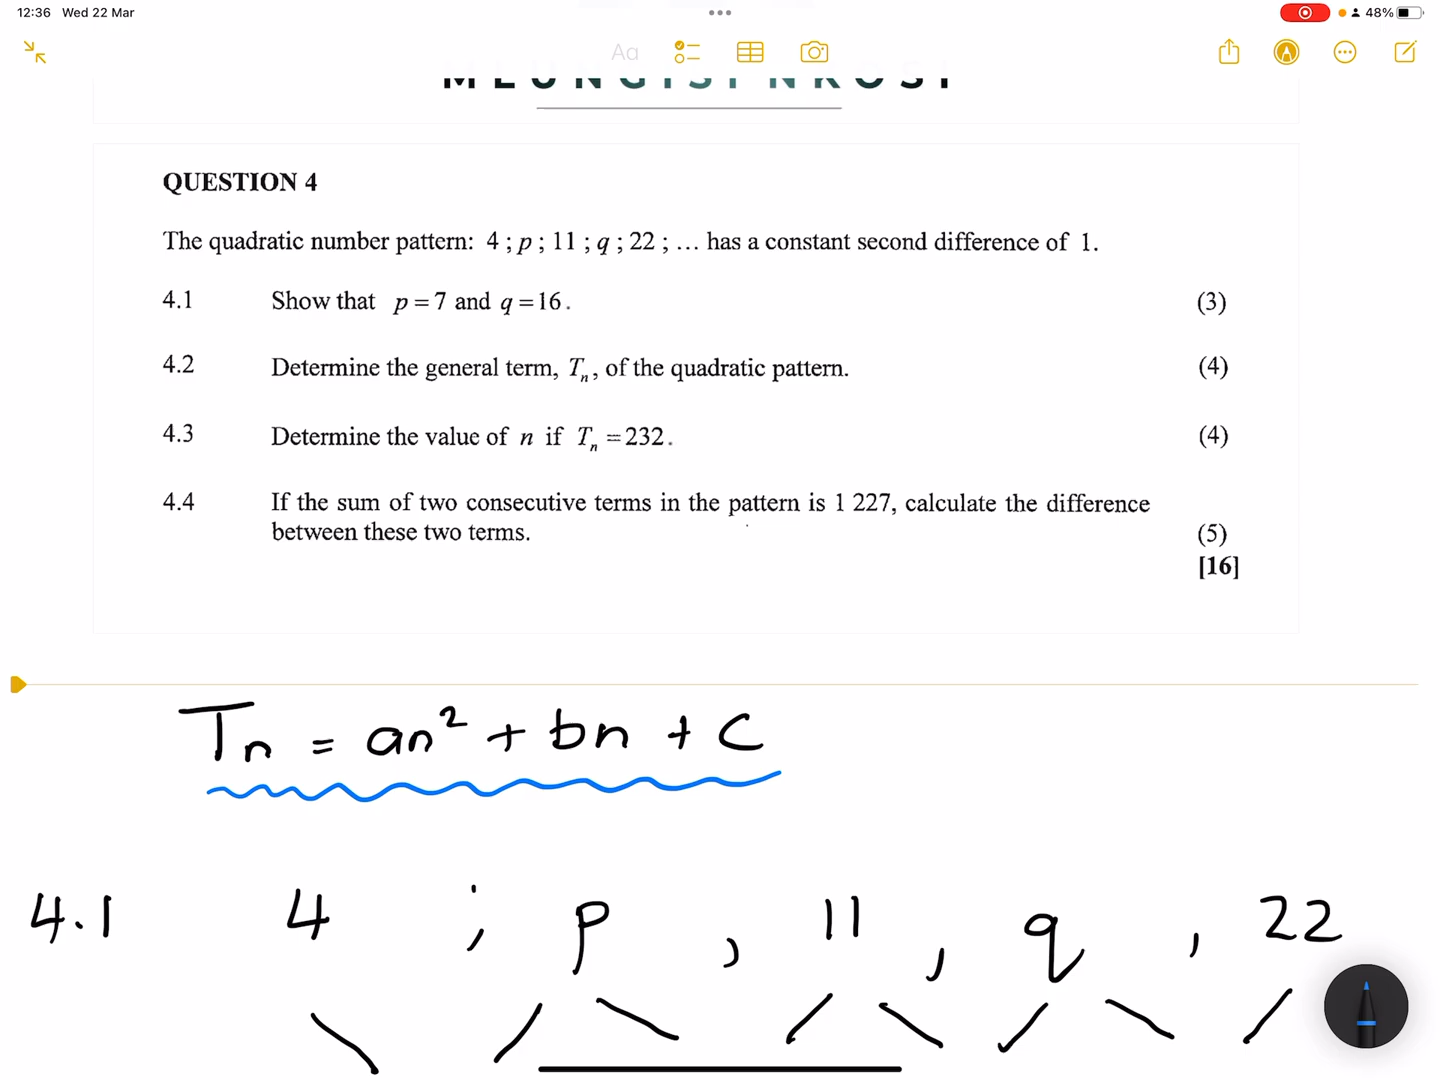 12:36 Wed 22 Mar
48%
Aa
MLUNGISI NKOSI
QUESTION 4
The quadratic number pattern: 4 ; p ; 11 ; q ; 22 ; … has a constant second difference of 1.
4.1 Show that p = 7 and q = 16. (3)
4.2 Determine the general term, Tₙ, of the quadratic pattern. (4)
4.3 Determine the value of n if Tₙ = 232. (4)
4.4 If the sum of two consecutive terms in the pattern is 1 227, calculate the difference
between these two terms. (5)
[16]
Tₙ = an² + bn + c
4.1 4 ; p , 11 , q , 22